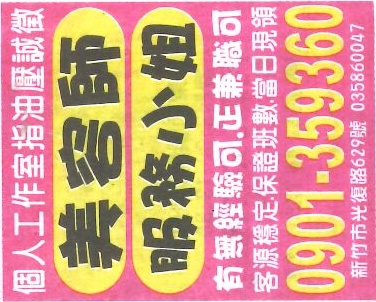 個人工作室指油壓誠徵
美容師
服務小姐
有無經驗可.正兼職可
客源穩定.保證班數.當日現領
0901-359360
新竹市光復路629號 035860047